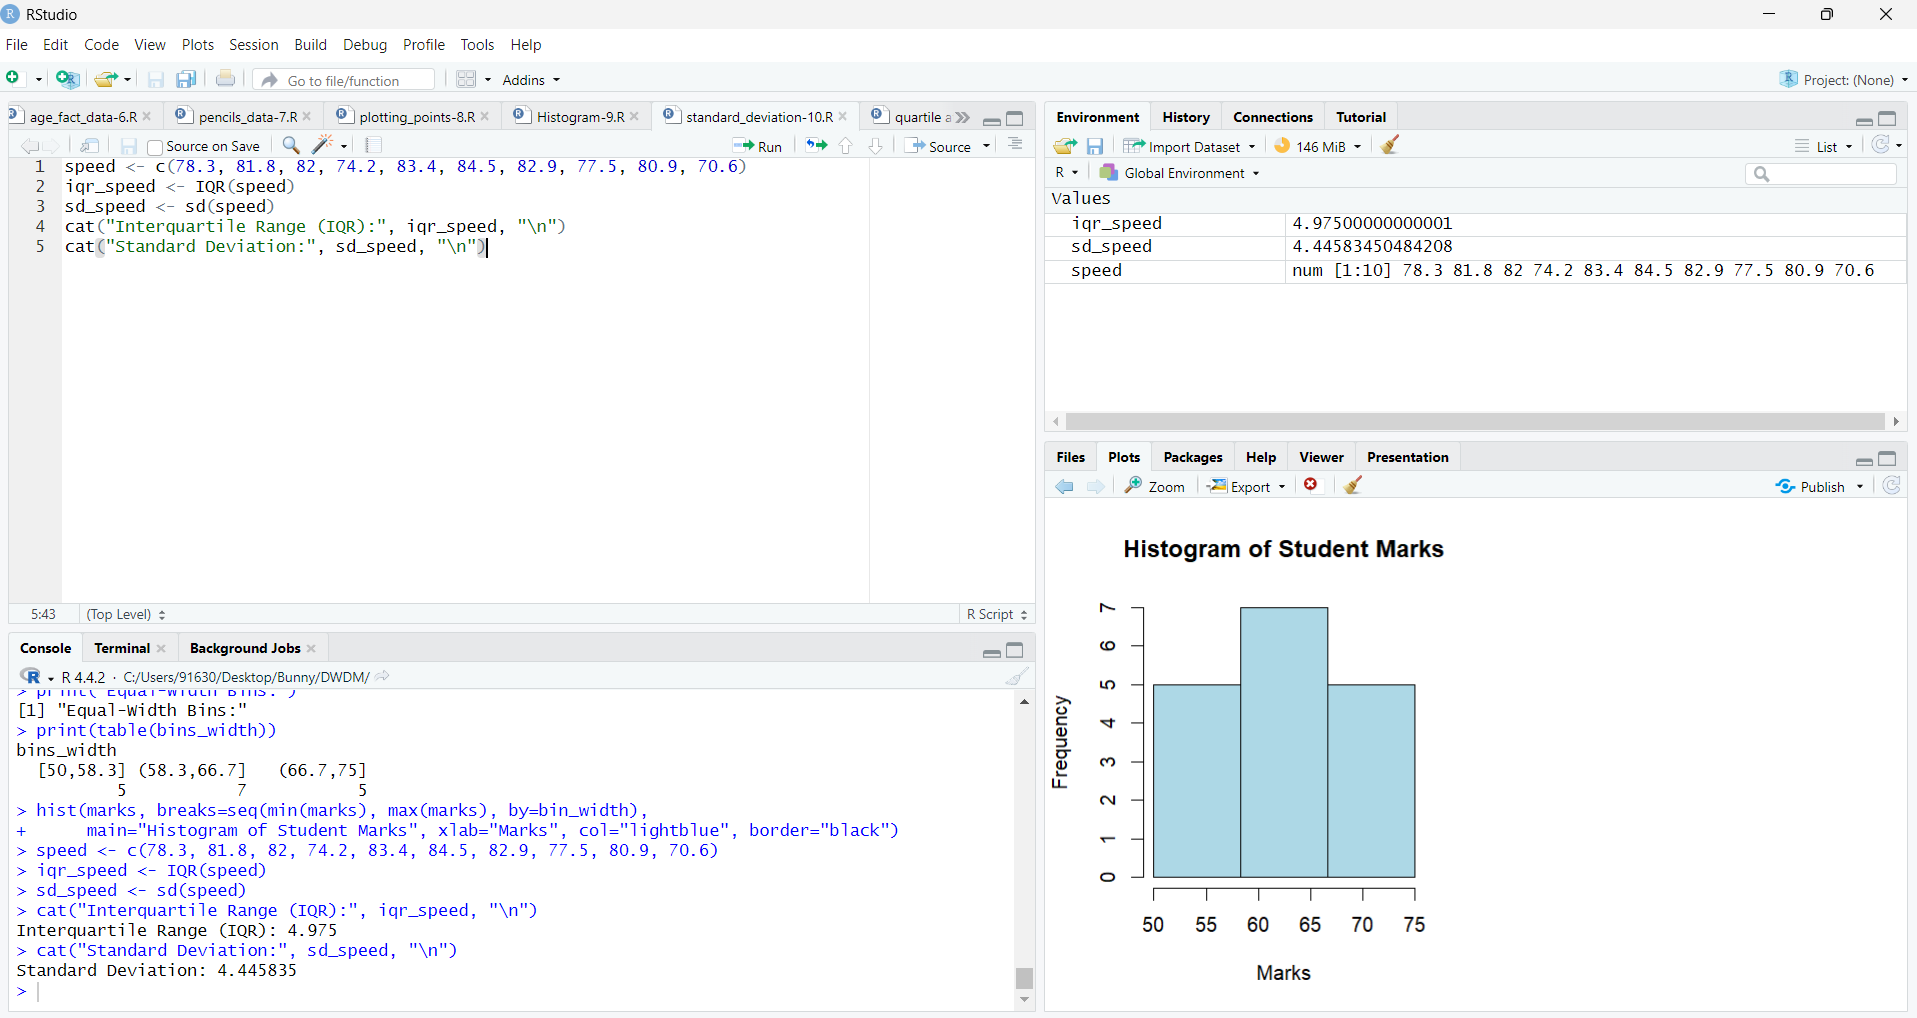 RStudio
File Edit Code View Plots Session Build Debug Profile Tools Help
Go to file/function Addins Project: (None)
age_fact_data-6.R pencils_data-7.R plotting_points-8.R Histogram-9.R standard_deviation-10.R quartile a
Source on Save Run Source
1 speed <- c(78.3, 81.8, 82, 74.2, 83.4, 84.5, 82.9, 77.5, 80.9, 70.6)
2 iqr_speed <- IQR(speed)
3 sd_speed <- sd(speed)
4 cat("Interquartile Range (IQR):", iqr_speed, "\n")
5 cat("Standard Deviation:", sd_speed, "\n")
5:43 (Top Level) R Script
Console Terminal Background Jobs
R 4.4.2 · C:/Users/91630/Desktop/Bunny/DWDM/
> print("Equal-Width Bins:")
[1] "Equal-Width Bins:"
> print(table(bins_width))
bins_width
[50,58.3] (58.3,66.7] (66.7,75]
5 7 5
> hist(marks, breaks=seq(min(marks), max(marks), by=bin_width),
+ main="Histogram of Student Marks", xlab="Marks", col="lightblue", border="black")
> speed <- c(78.3, 81.8, 82, 74.2, 83.4, 84.5, 82.9, 77.5, 80.9, 70.6)
> iqr_speed <- IQR(speed)
> sd_speed <- sd(speed)
> cat("Interquartile Range (IQR):", iqr_speed, "\n")
Interquartile Range (IQR): 4.975
> cat("Standard Deviation:", sd_speed, "\n")
Standard Deviation: 4.445835
>
Environment History Connections Tutorial
Import Dataset 146 MiB List
R Global Environment
Values
iqr_speed 4.97500000000001
sd_speed 4.44583450484208
speed num [1:10] 78.3 81.8 82 74.2 83.4 84.5 82.9 77.5 80.9 70.6
Files Plots Packages Help Viewer Presentation
Zoom Export Publish
Histogram of Student Marks
Frequency
7
6
5
4
3
2
1
0
50 55 60 65 70 75
Marks